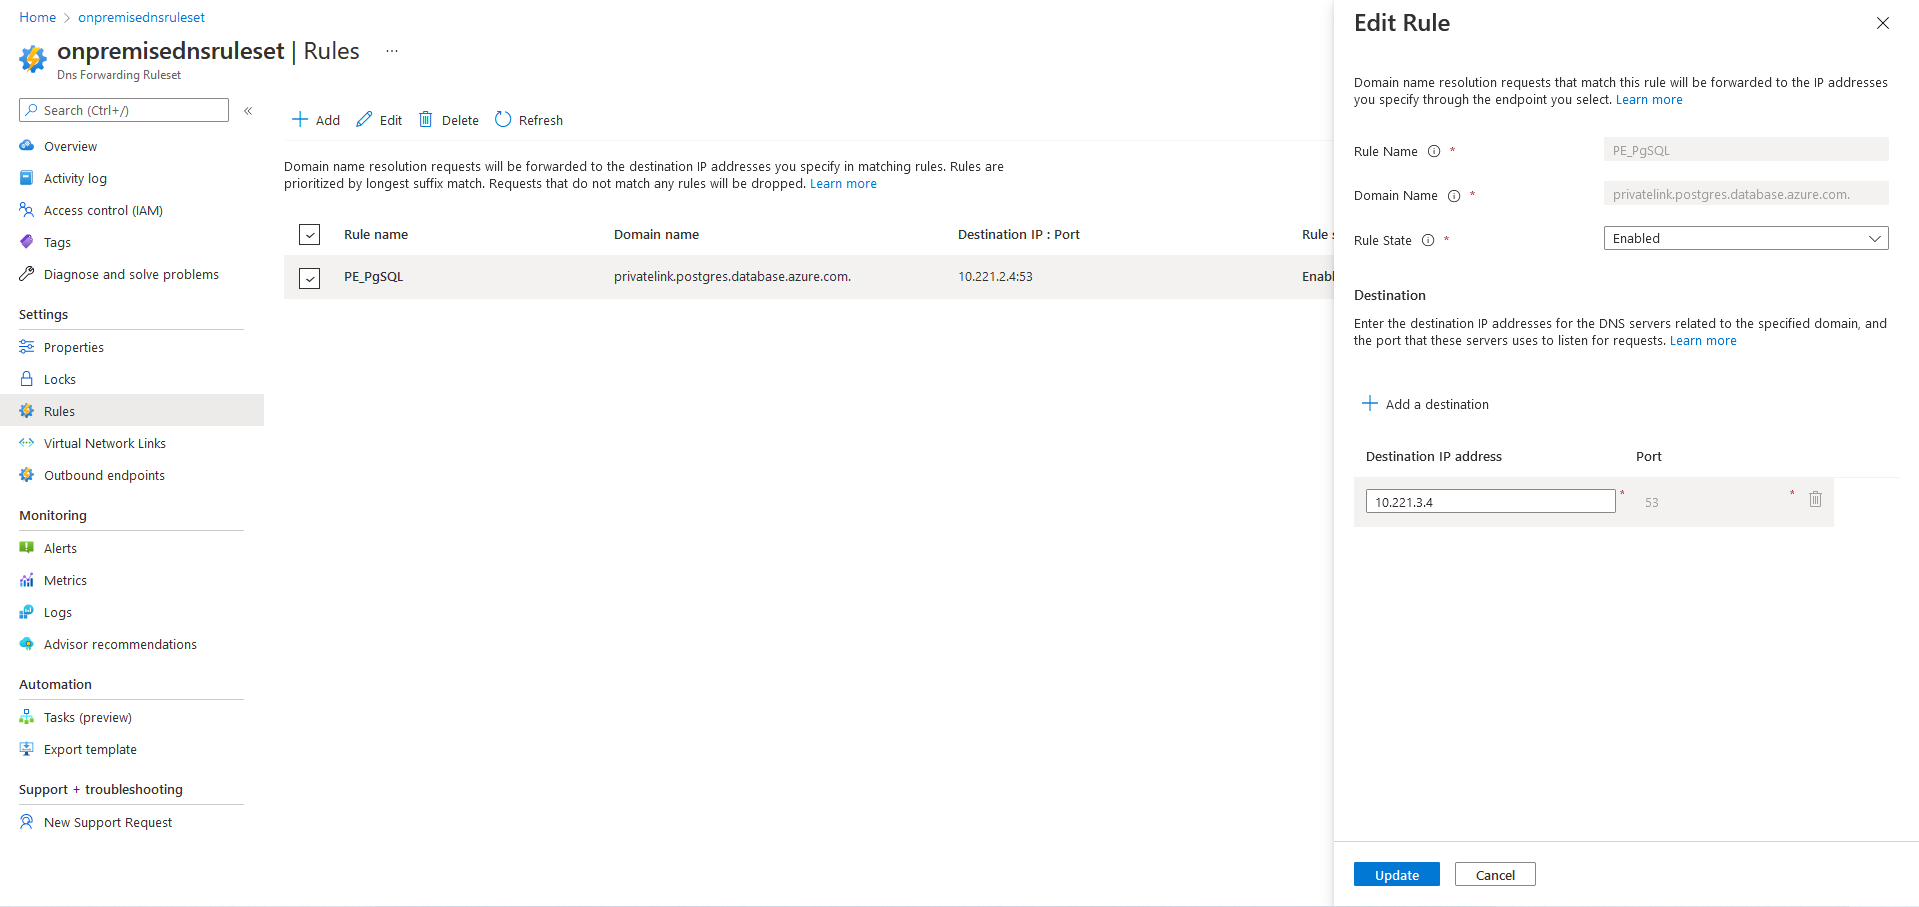 Home > onpremisednsruleset
onpremisednsruleset | Rules ...
Dns Forwarding Ruleset
Search (Ctrl+/) «
Overview
Activity log
Access control (IAM)
Tags
Diagnose and solve problems
Settings
Properties
Locks
Rules
Virtual Network Links
Outbound endpoints
Monitoring
Alerts
Metrics
Logs
Advisor recommendations
Automation
Tasks (preview)
Export template
Support + troubleshooting
New Support Request
Add Edit Delete Refresh
Domain name resolution requests will be forwarded to the destination IP addresses you specify in matching rules. Rules are
prioritized by longest suffix match. Requests that do not match any rules will be dropped. Learn more
Rule name Domain name Destination IP : Port Rule s
PE_PgSQL privatelink.postgres.database.azure.com. 10.221.2.4:53 Enabl
Edit Rule
Domain name resolution requests that match this rule will be forwarded to the IP addresses
you specify through the endpoint you select. Learn more
Rule Name * PE_PgSQL
Domain Name * privatelink.postgres.database.azure.com.
Rule State * Enabled
Destination
Enter the destination IP addresses for the DNS servers related to the specified domain, and
the port that these servers uses to listen for requests. Learn more
Add a destination
Destination IP address Port
10.221.3.4 * 53 *
Update Cancel